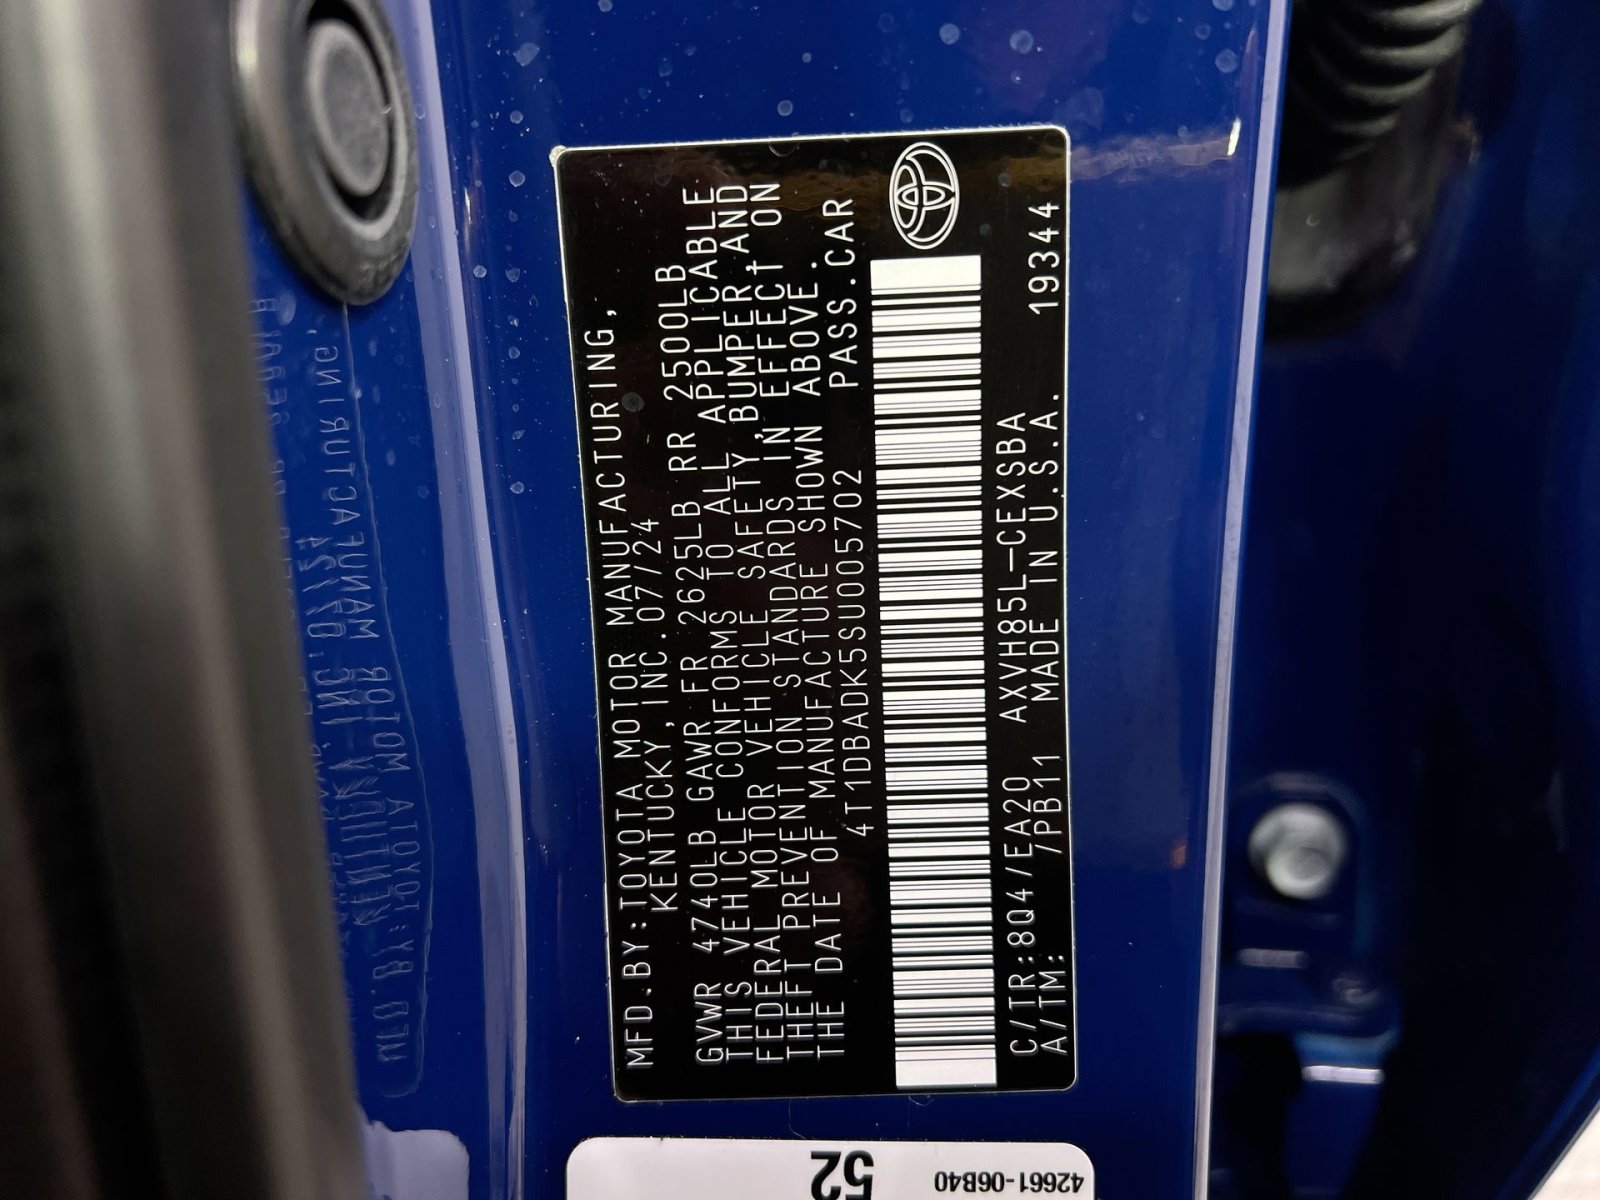 MFD.BY:TOYOTA MOTOR MANUFACTURING,
KENTUCKY,INC.07/24
GVWR 4740LB GAWR FR 2625LB RR 2500LB
THIS VEHICLE CONFORMS TO ALL APPLICABLE
FEDERAL MOTOR VEHICLE SAFETY,BUMPER,AND
THEFT PREVENTION STANDARDS IN EFFECT ON
THE DATE OF MANUFACTURE SHOWN ABOVE.
4T1DBADK5SU005702 PASS.CAR
C/TR:8Q4/EA20 AXVH85L-CEXSBA
A/TM: /PB11 MADE IN U.S.A. 19344
52
42661-06B40